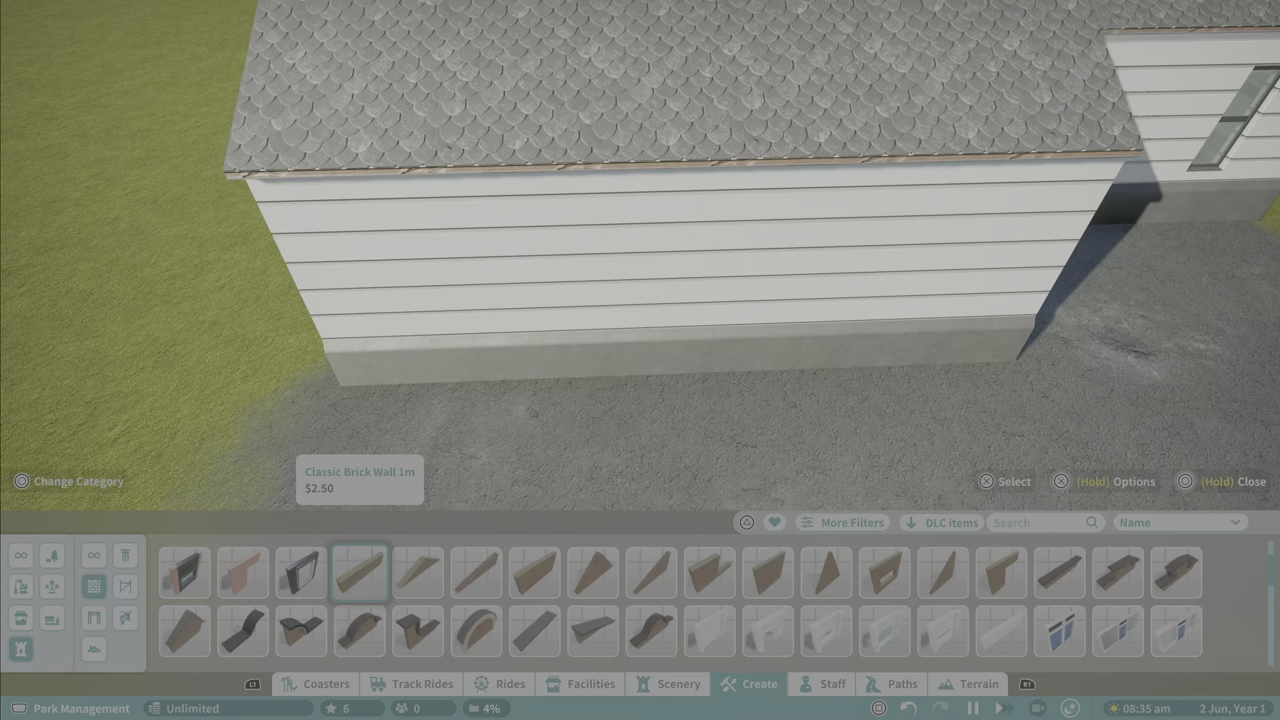 Change Category
Classic Brick Wall 1m
$2.50
Select
(Hold) Options
(Hold) Close
More Filters
DLC items
Search
Name
L1
Coasters
Track Rides
Rides
Facilities
Scenery
Create
Staff
Paths
Terrain
R1
Park Management
Unlimited
6
0
4%
08:35 am
2 Jun, Year 1